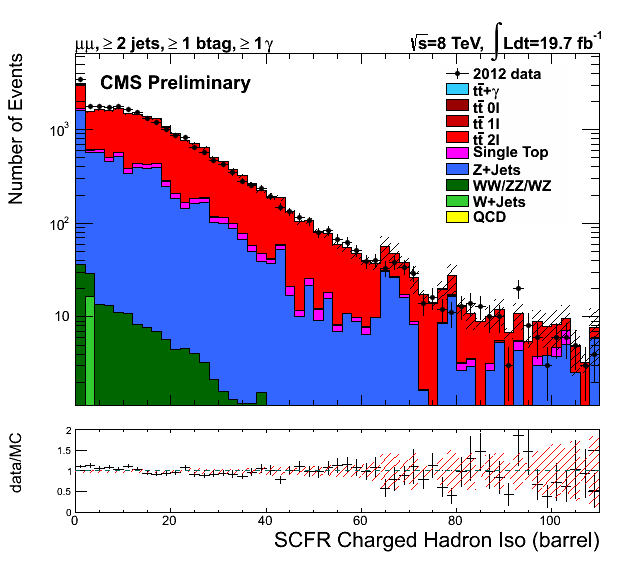 μμ, ≥ 2 jets, ≥ 1 btag, ≥ 1 γ
√s=8 TeV, ∫Ldt=19.7 fb⁻¹
CMS Preliminary
2012 data
tt̄+γ
tt̄ 0l
tt̄ 1l
tt̄ 2l
Single Top
Z+Jets
WW/ZZ/WZ
W+Jets
QCD
Number of Events
10³
10²
10
data/MC
2
1.5
1
0.5
0
0 20 40 60 80 100
SCFR Charged Hadron Iso (barrel)